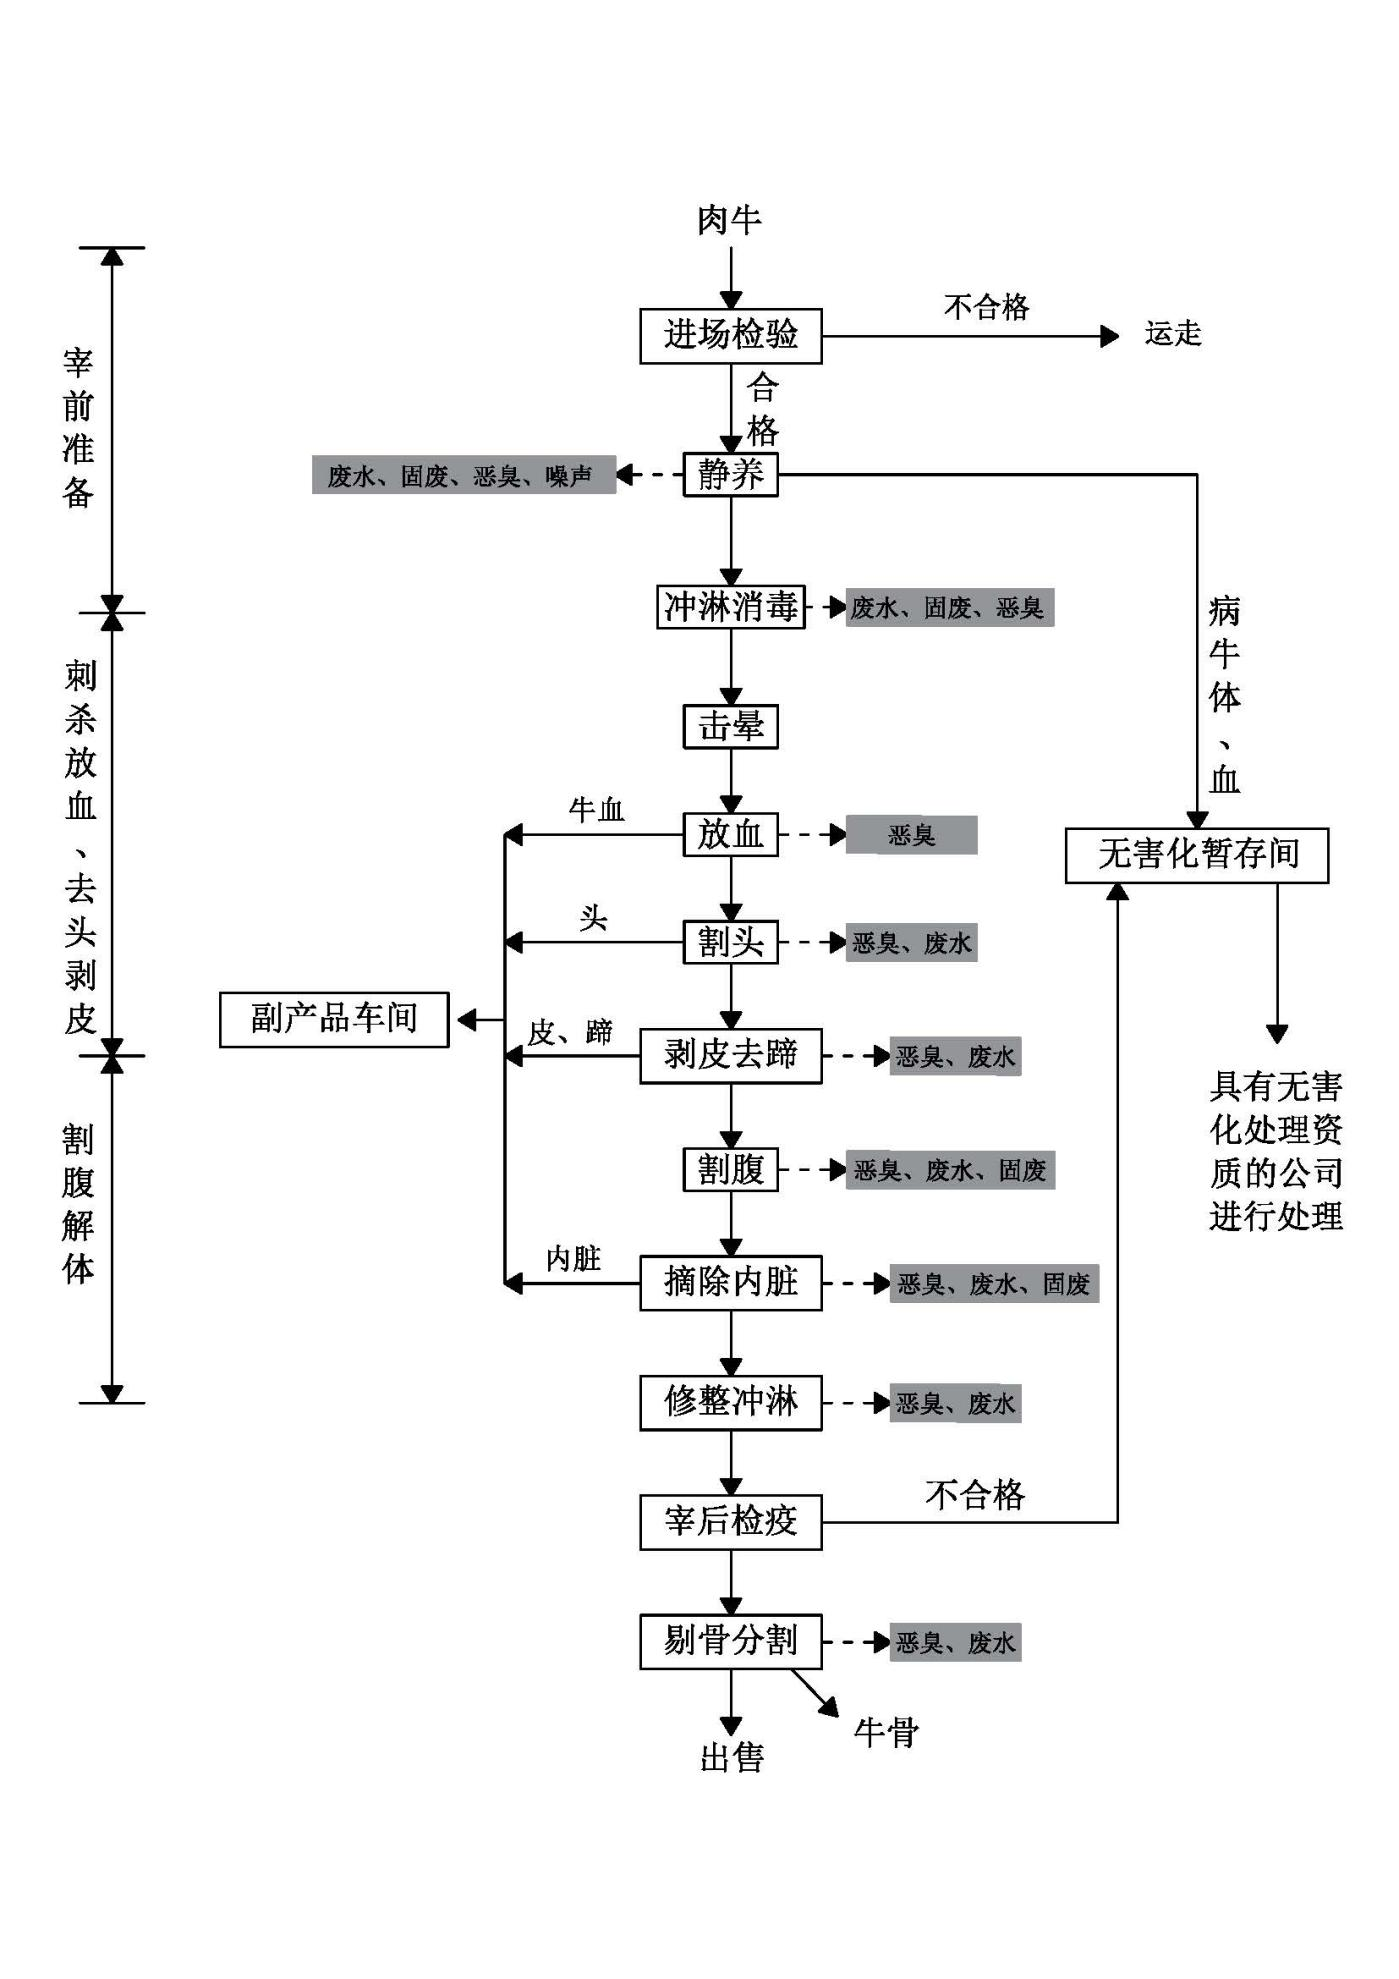 肉牛
不合格
进场检验
运走
合格
宰前准备
静养
废水、固废、恶臭、噪声
冲淋消毒
废水、固废、恶臭
病牛体、血
刺杀放血、去头剥皮
击晕
牛血
放血
恶臭
无害化暂存间
头
割头
恶臭、废水
副产品车间
皮、蹄
剥皮去蹄
恶臭、废水
具有无害
化处理资
质的公司
进行处理
割腹解体
割腹
恶臭、废水、固废
内脏
摘除内脏
恶臭、废水、固废
修整冲淋
恶臭、废水
不合格
宰后检疫
剔骨分割
恶臭、废水
牛骨
出售